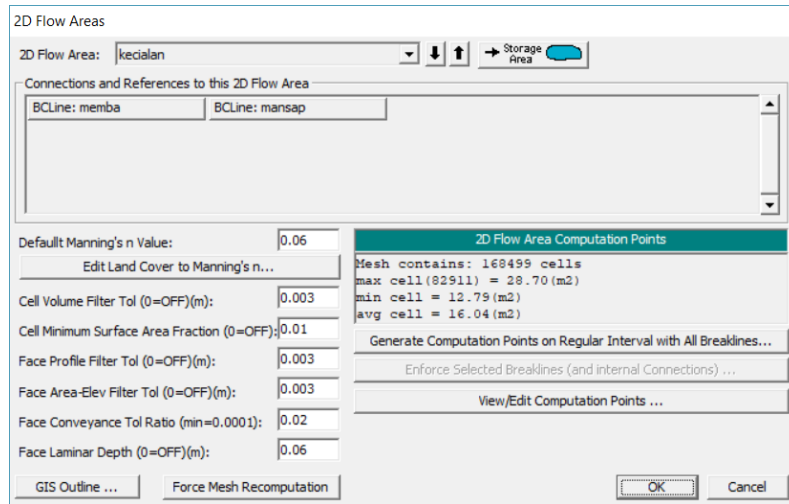 2D Flow Areas
2D Flow Area: kecialan
Storage Area
Connections and References to this 2D Flow Area
BCLine: memba BCLine: mansap
Defaullt Manning's n Value: 0.06
Edit Land Cover to Manning's n...
Cell Volume Filter Tol (0=OFF)(m): 0.003
Cell Minimum Surface Area Fraction (0=OFF): 0.01
Face Profile Filter Tol (0=OFF)(m): 0.003
Face Area-Elev Filter Tol (0=OFF)(m): 0.003
Face Conveyance Tol Ratio (min=0.0001): 0.02
Face Laminar Depth (0=OFF)(m): 0.06
2D Flow Area Computation Points
Mesh contains: 168499 cells
max cell(82911) = 28.70(m2)
min cell = 12.79(m2)
avg cell = 16.04(m2)
Generate Computation Points on Regular Interval with All Breaklines...
Enforce Selected Breaklines (and internal Connections) ...
View/Edit Computation Points ...
GIS Outline ... Force Mesh Recomputation OK Cancel